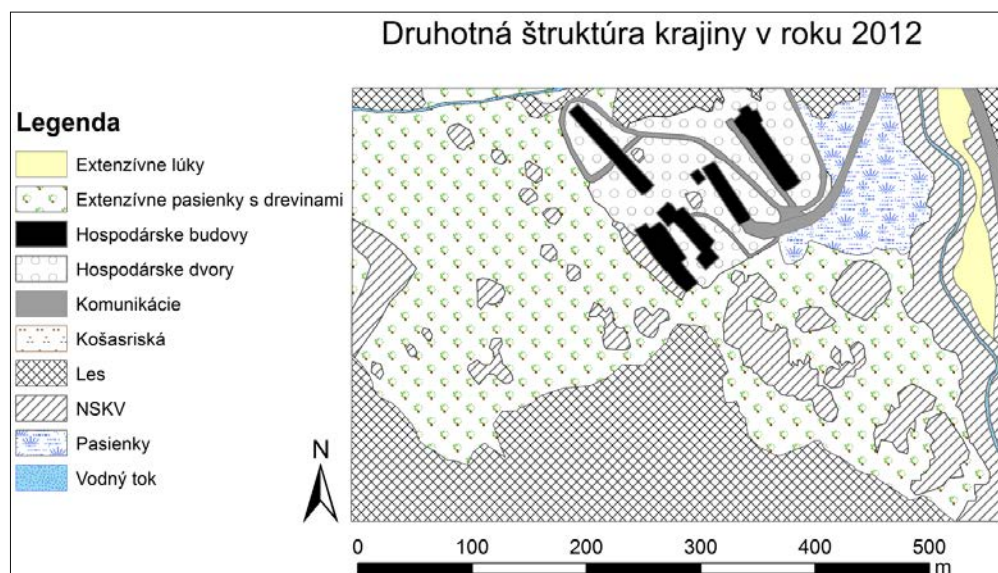 Druhotná štruktúra krajiny v roku 2012
Legenda
Extenzívne lúky
Extenzívne pasienky s drevinami
Hospodárske budovy
Hospodárske dvory
Komunikácie
Košasriská
Les
NSKV
Pasienky
Vodný tok
N
0 100 200 300 400 500
m